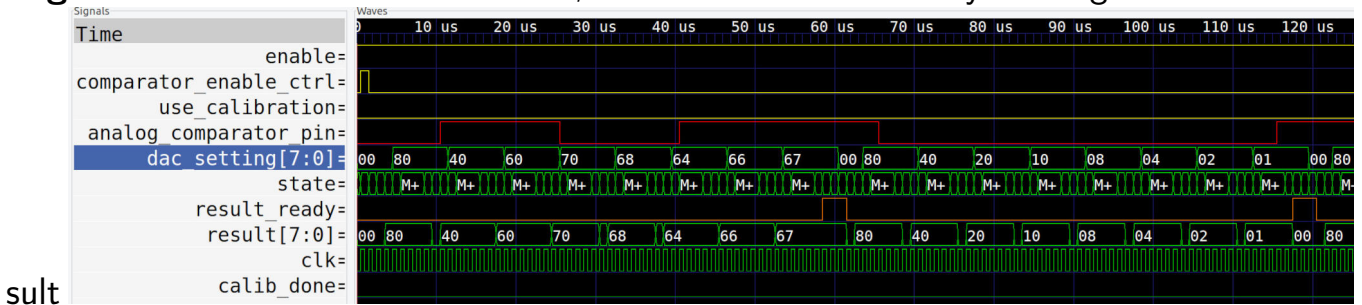 Signals
Waves
Time
10 us 20 us 30 us 40 us 50 us 60 us 70 us 80 us 90 us 100 us 110 us 120 us
enable=
comparator_enable_ctrl=
use_calibration=
analog_comparator_pin=
dac_setting[7:0]= 00 80 40 60 70 68 64 66 67 00 80 40 20 10 08 04 02 01 00 80
state= M+ M+ M+ M+ M+ M+ M+ M+ M+ M+ M+ M+ M+ M+ M+ M+
result_ready=
result[7:0]= 00 80 40 60 70 68 64 66 67 80 40 20 10 08 04 02 01 00 80
clk=
sult calib_done=